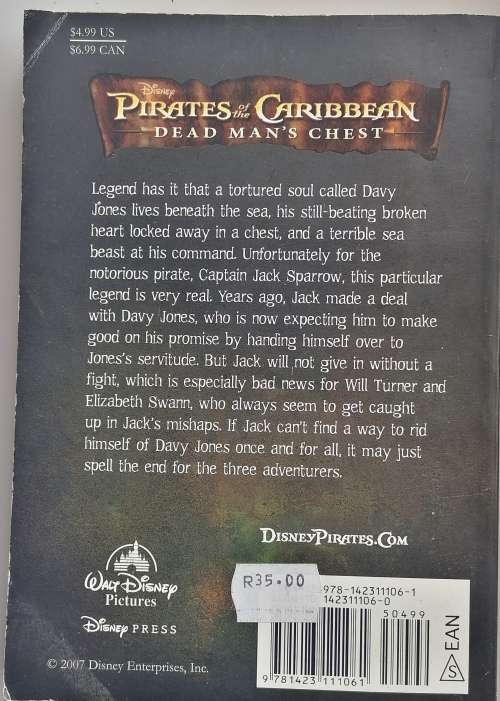 $4.99 US
$6.99 CAN
Disney
PIRATES of the CARIBBEAN
DEAD MAN'S CHEST
Legend has it that a tortured soul called Davy
Jones lives beneath the sea, his still-beating broken
heart locked away in a chest, and a terrible sea
beast at his command. Unfortunately for the
notorious pirate, Captain Jack Sparrow, this particular
legend is very real. Years ago, Jack made a deal
with Davy Jones, who is now expecting him to make
good on his promise by handing himself over to
Jones's servitude. But Jack will not give in without a
fight, which is especially bad news for Will Turner and
Elizabeth Swann, who always seem to get caught
up in Jack's mishaps. If Jack can't find a way to rid
himself of Davy Jones once and for all, it may just
spell the end for the three adventurers.
DISNEYPIRATES.COM
WALT DISNEY
Pictures
DISNEY PRESS
© 2007 Disney Enterprises, Inc.
R35.00
978-142311106-1
142311106-0
50499
9 781423 111061
S EAN